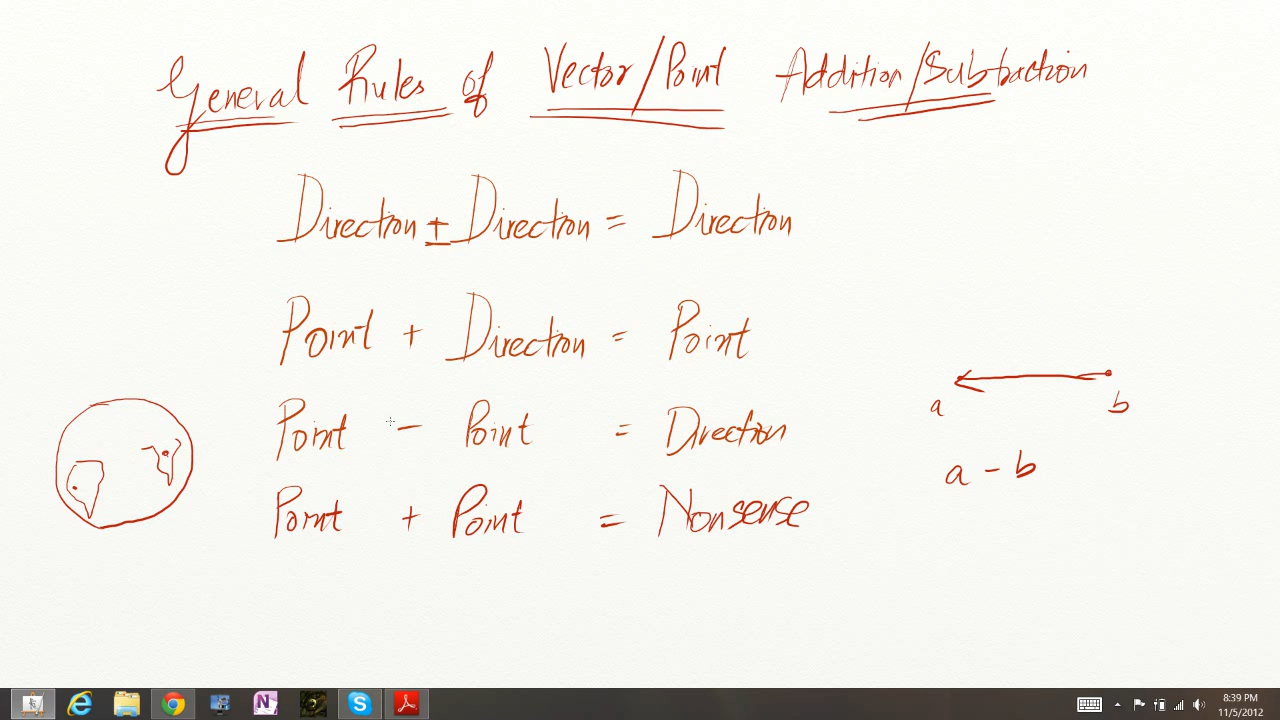 General Rules of Vector/Point Addition/Subtraction
Direction ± Direction = Direction
Point + Direction = Point
Point - Point = Direction
Point + Point = Nonsense
a b
a - b
8:39 PM
11/5/2012